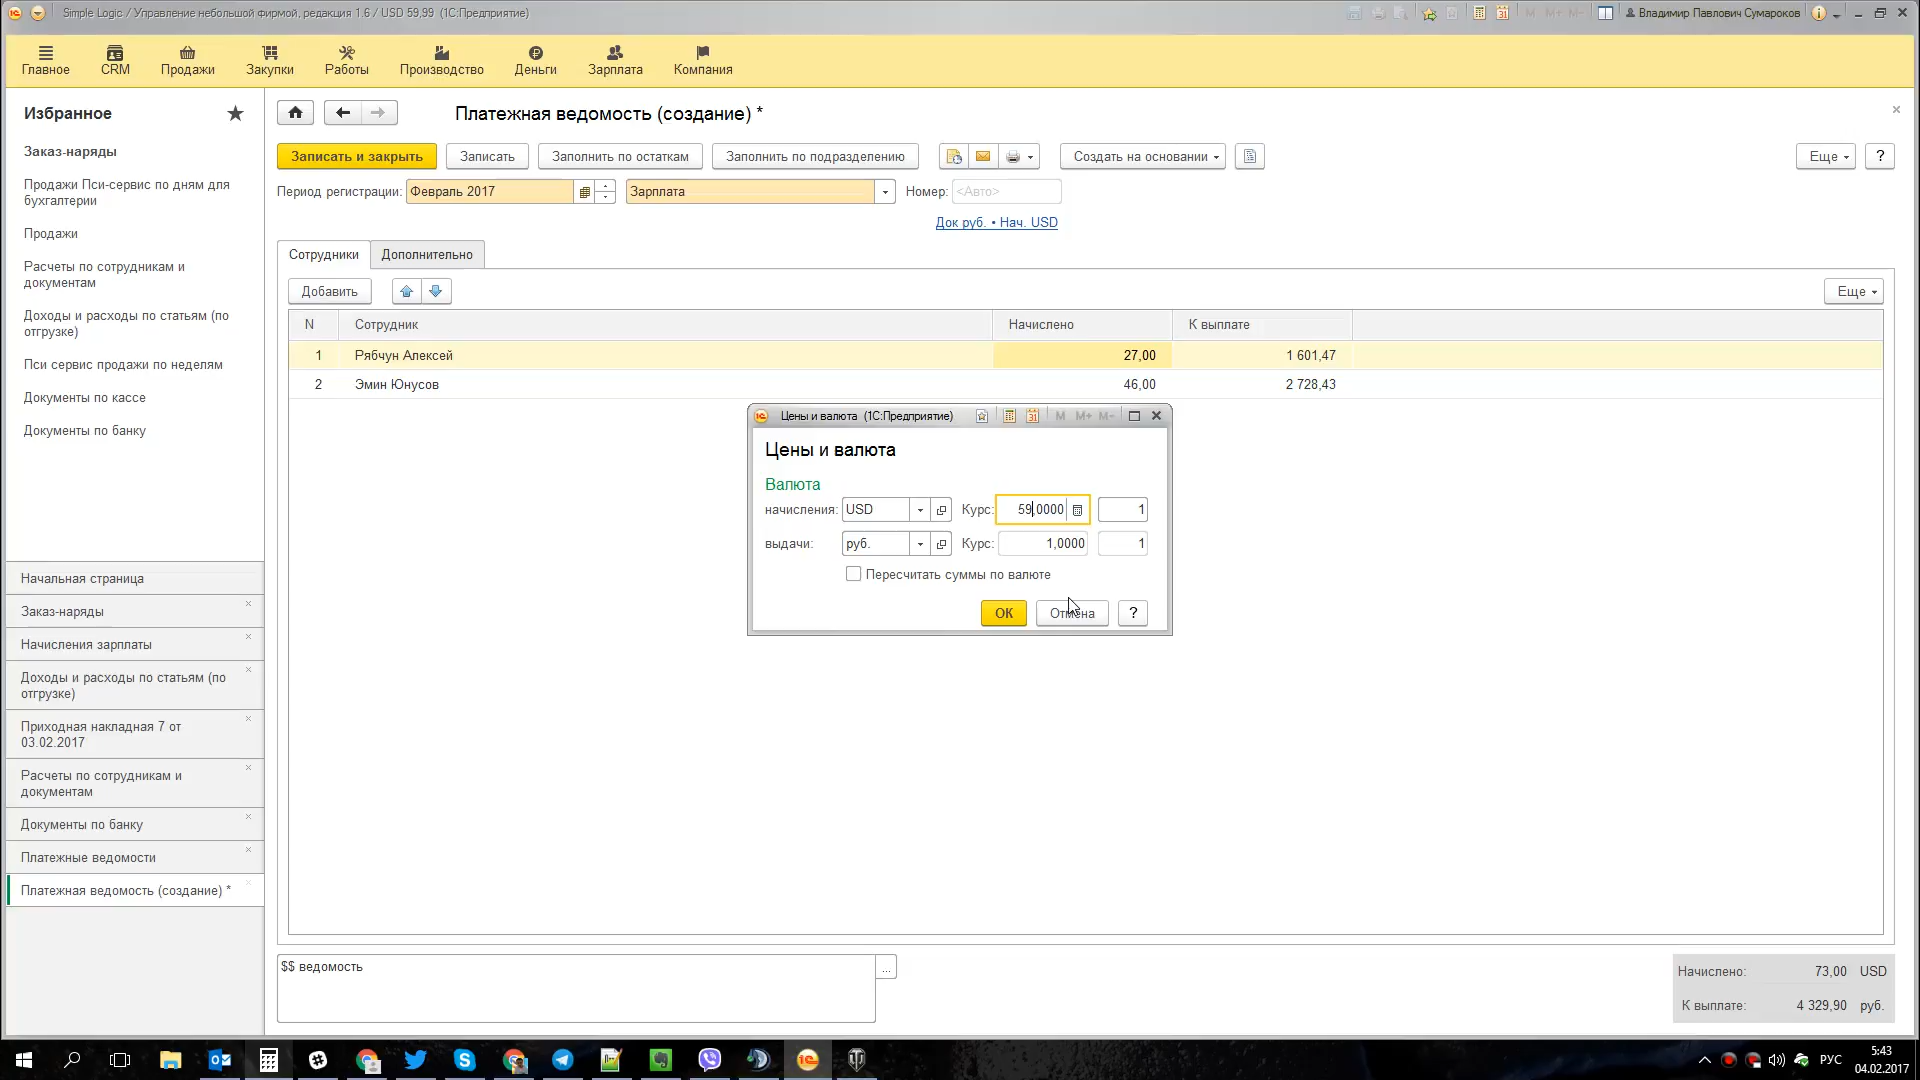 Simple Logic / Управление небольшой фирмой, редакция 1.6 / USD 59,99 (1С:Предприятие)
M M+ M-
Владимир Павлович Сумароков
Главное
CRM
Продажи
Закупки
Работы
Производство
Деньги
Зарплата
Компания
Избранное
Заказ-наряды
Продажи Пси-сервис по дням для
бухгалтерии
Продажи
Расчеты по сотрудникам и
документам
Доходы и расходы по статьям (по
отгрузке)
Пси сервис продажи по неделям
Документы по кассе
Документы по банку
Начальная страница
Заказ-наряды
Начисления зарплаты
Доходы и расходы по статьям (по
отгрузке)
Приходная накладная 7 от
03.02.2017
Расчеты по сотрудникам и
документам
Документы по банку
Платежные ведомости
Платежная ведомость (создание) *
Платежная ведомость (создание) *
Записать и закрыть
Записать
Заполнить по остаткам
Заполнить по подразделению
Создать на основании
Еще
?
Период регистрации: Февраль 2017
Зарплата
Номер: <Авто>
Док руб. • Нач. USD
Сотрудники
Дополнительно
Добавить
Еще
N Сотрудник Начислено К выплате
1 Рябчун Алексей 27,00 1 601,47
2 Эмин Юнусов 46,00 2 728,43
Цены и валюта (1С:Предприятие)
M M+ M-
Цены и валюта
Валюта
начисления: USD Курс: 59,0000 1
выдачи: руб. Курс: 1,0000 1
Пересчитать суммы по валюте
ОК
Отмена
?
$$ ведомость
...
Начислено: 73,00 USD
К выплате: 4 329,90 руб.
РУС
5:43
04.02.2017